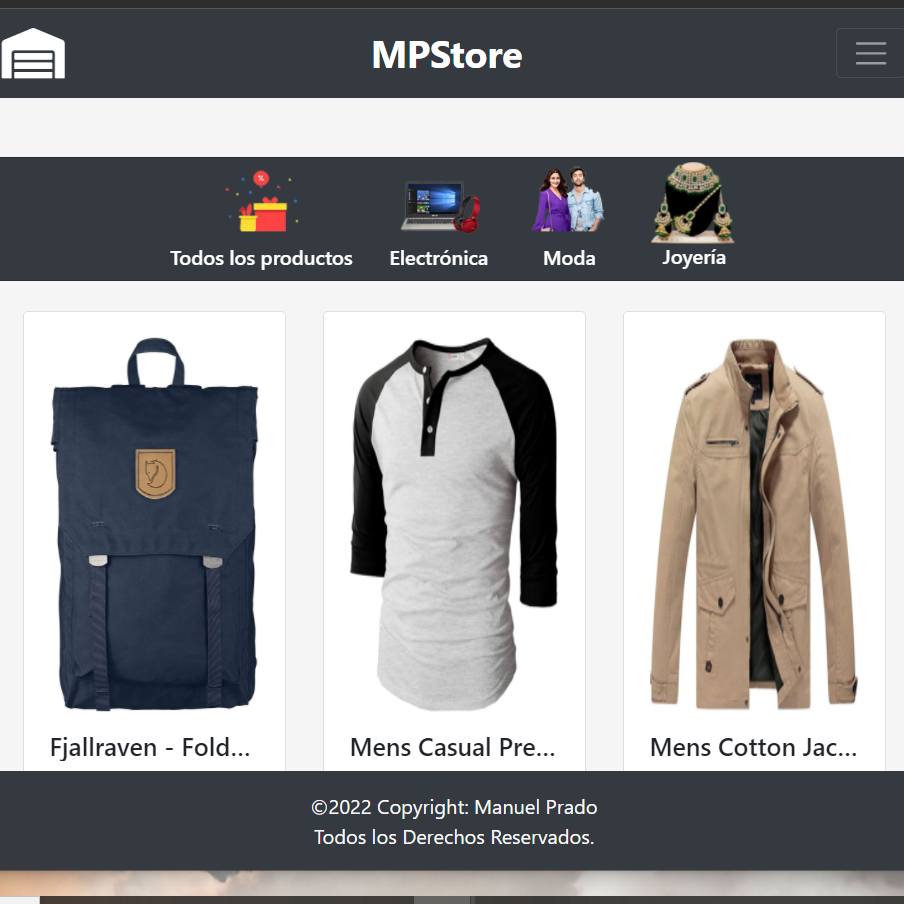 MPStore
Todos los productos
Electrónica
Moda
Joyería
Fjallraven - Fold...
Mens Casual Pre...
Mens Cotton Jac...
©2022 Copyright: Manuel Prado
Todos los Derechos Reservados.